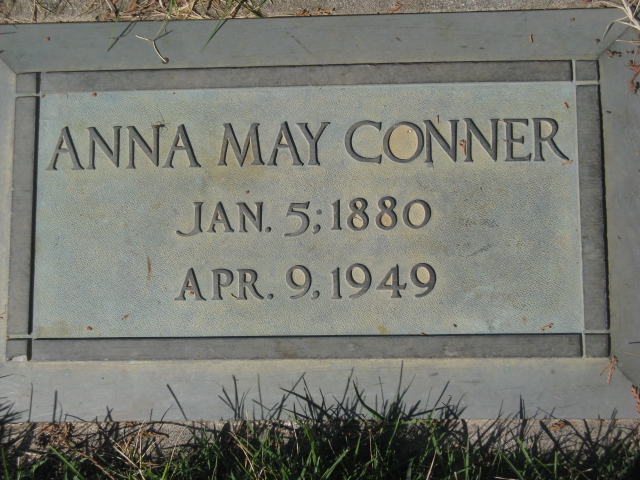 ANNA MAY CONNER
JAN. 5, 1880
APR. 9, 1949